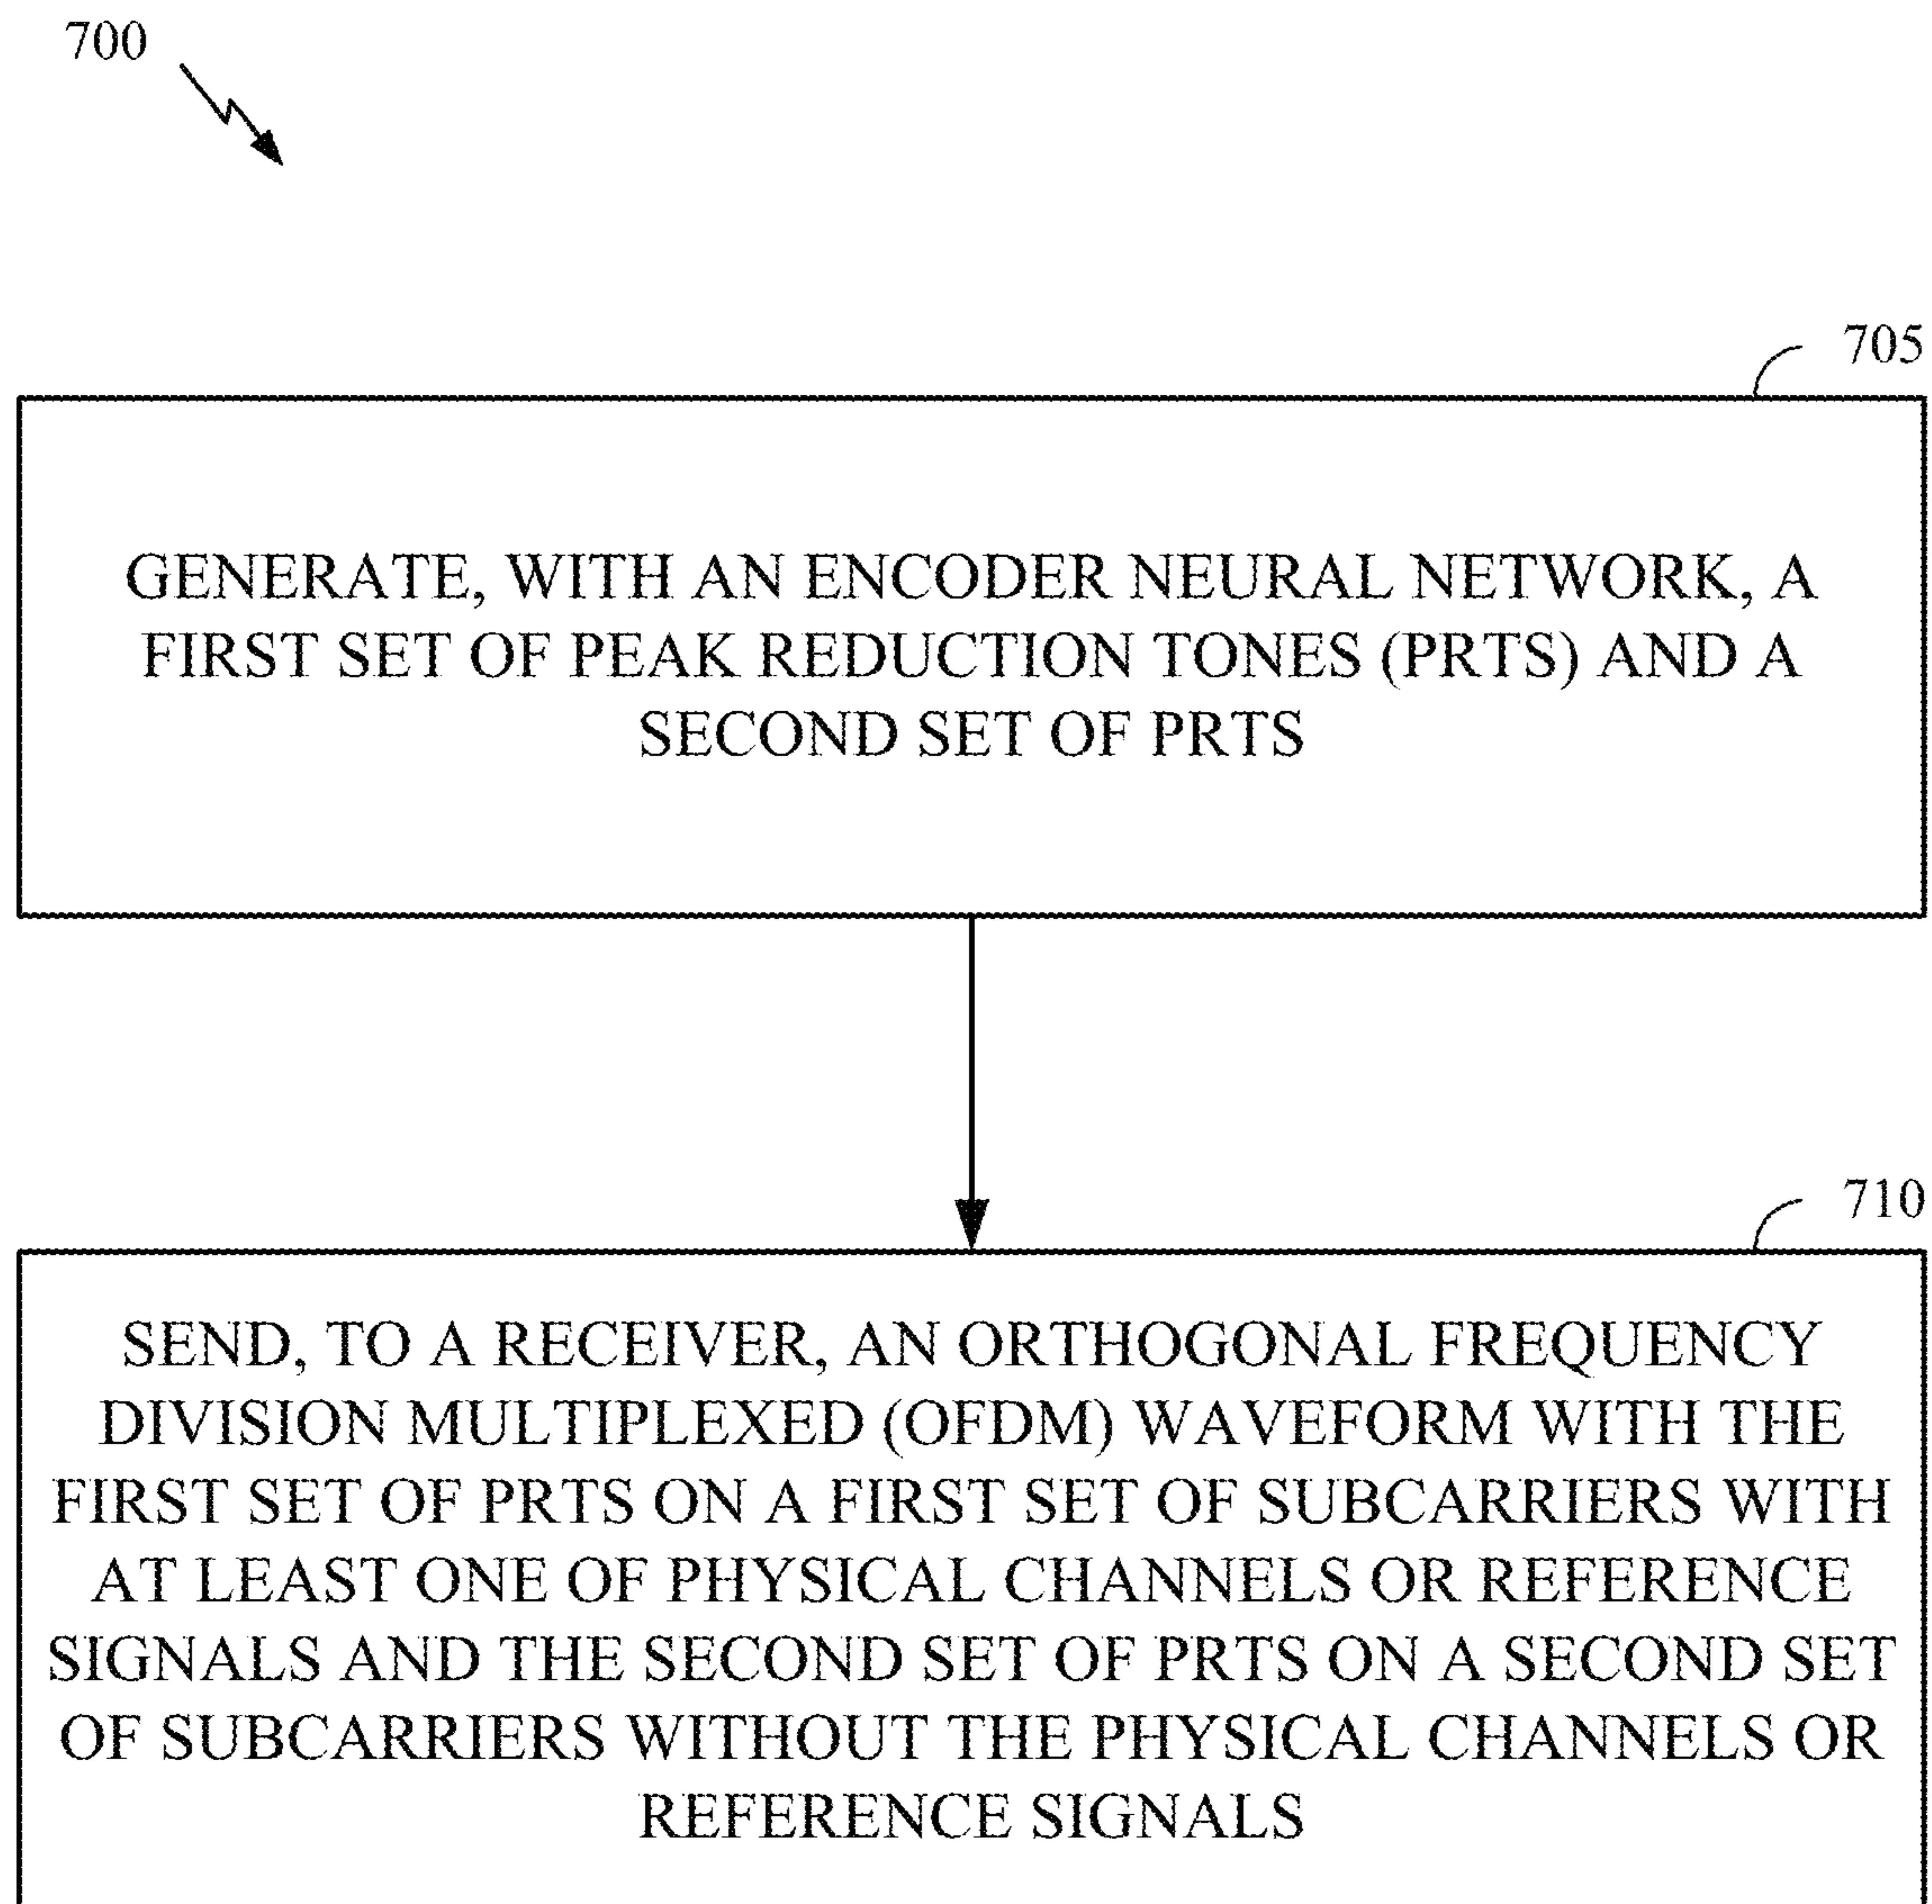 700
705
GENERATE, WITH AN ENCODER NEURAL NETWORK, A
FIRST SET OF PEAK REDUCTION TONES (PRTS) AND A
SECOND SET OF PRTS
710
SEND, TO A RECEIVER, AN ORTHOGONAL FREQUENCY
DIVISION MULTIPLEXED (OFDM) WAVEFORM WITH THE
FIRST SET OF PRTS ON A FIRST SET OF SUBCARRIERS WITH
AT LEAST ONE OF PHYSICAL CHANNELS OR REFERENCE
SIGNALS AND THE SECOND SET OF PRTS ON A SECOND SET
OF SUBCARRIERS WITHOUT THE PHYSICAL CHANNELS OR
REFERENCE SIGNALS